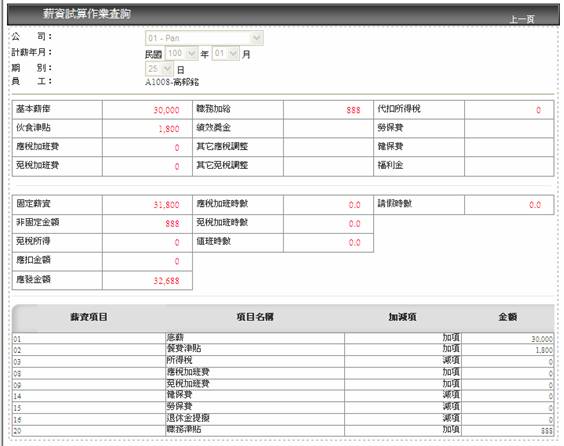 薪資試算作業查詢
上一頁
公 司： 01 - Pan
計薪年月： 民國 100 年 01 月
期 別： 25 日
員 工： A1008-高郁銘
基本薪俸 30,000 職務加給 888 代扣所得稅 0
伙食津貼 1,800 績效獎金 勞保費
應稅加班費 0 其它應稅調整 健保費
免稅加班費 0 其它免稅調整 福利金
固定薪資 31,800 應稅加班時數 0.0 請假時數 0.0
非固定金額 888 免稅加班時數 0.0
免稅所得 0 值班時數 0.0
應扣金額 0
應發金額 32,688
薪資項目 項目名稱 加減項 金額
01 底薪 加項 30,000
02 餐費津貼 加項 1,800
03 所得稅 減項 0
08 應稅加班費 加項 0
09 免稅加班費 加項 0
14 健保費 減項 0
15 勞保費 減項 0
16 退休金提撥 減項 0
20 職務津貼 加項 888